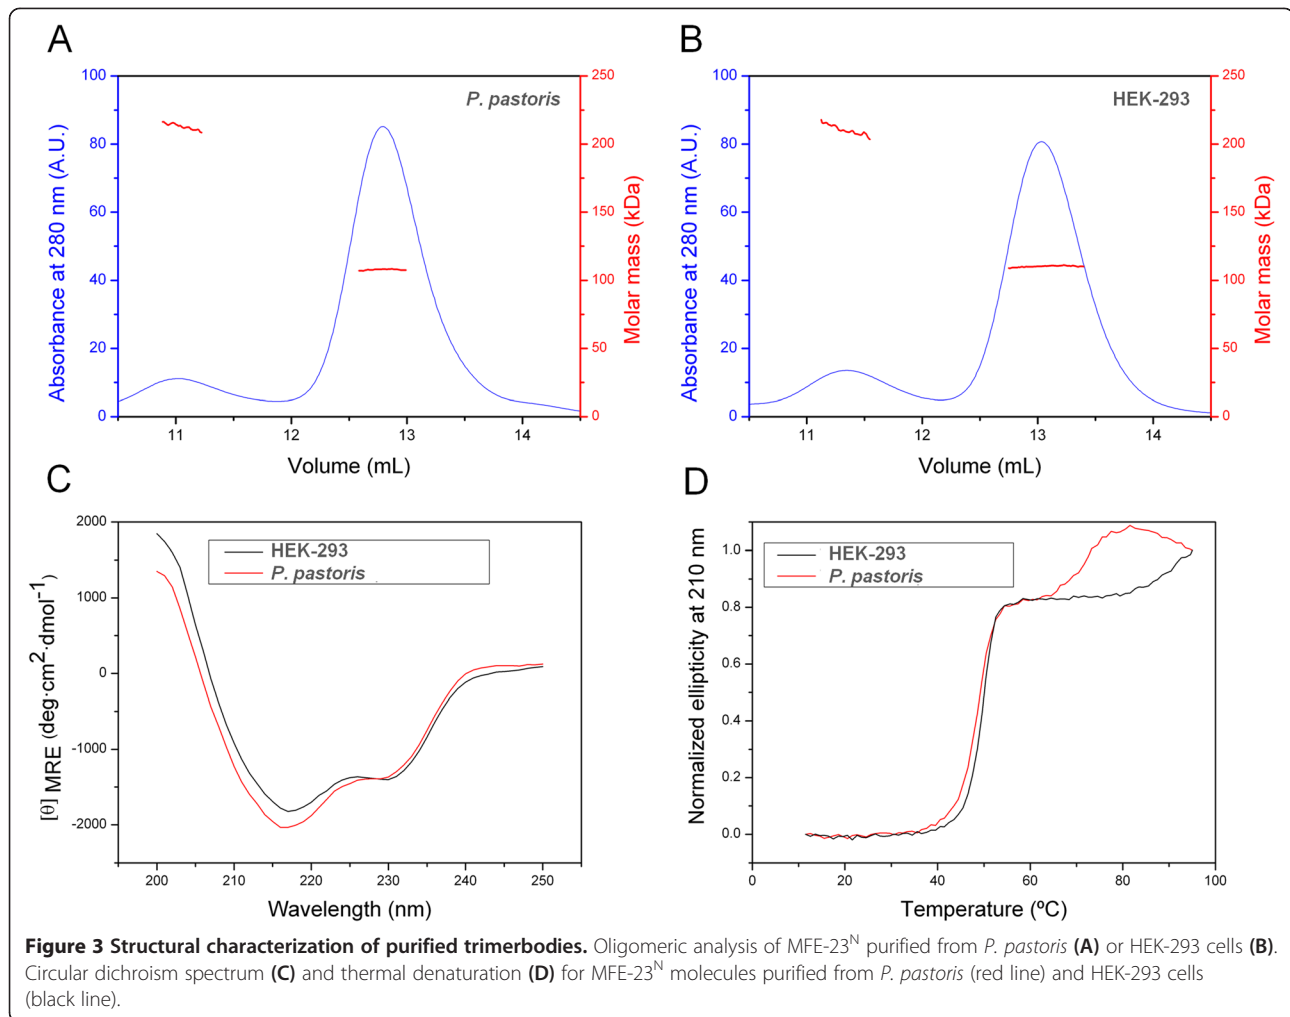 A
P. pastoris
100
80
60
40
20
0
Absorbance at 280 nm (A.U.)
250
200
150
100
50
0
Molar mass (kDa)
11 12 13 14
Volume (mL)
B
HEK-293
100
80
60
40
20
0
Absorbance at 280 nm (A.U.)
250
200
150
100
50
0
Molar mass (kDa)
11 12 13 14
Volume (mL)
C
HEK-293
P. pastoris
2000
1000
0
-1000
-2000
[θ] MRE (deg·cm²·dmol⁻¹)
200 210 220 230 240 250
Wavelength (nm)
D
HEK-293
P. pastoris
1.0
0.8
0.6
0.4
0.2
0.0
Normalized ellipticity at 210 nm
0 20 40 60 80 100
Temperature (ºC)
Figure 3 Structural characterization of purified trimerbodies. Oligomeric analysis of MFE-23ᴺ purified from P. pastoris (A) or HEK-293 cells (B).
Circular dichroism spectrum (C) and thermal denaturation (D) for MFE-23ᴺ molecules purified from P. pastoris (red line) and HEK-293 cells
(black line).